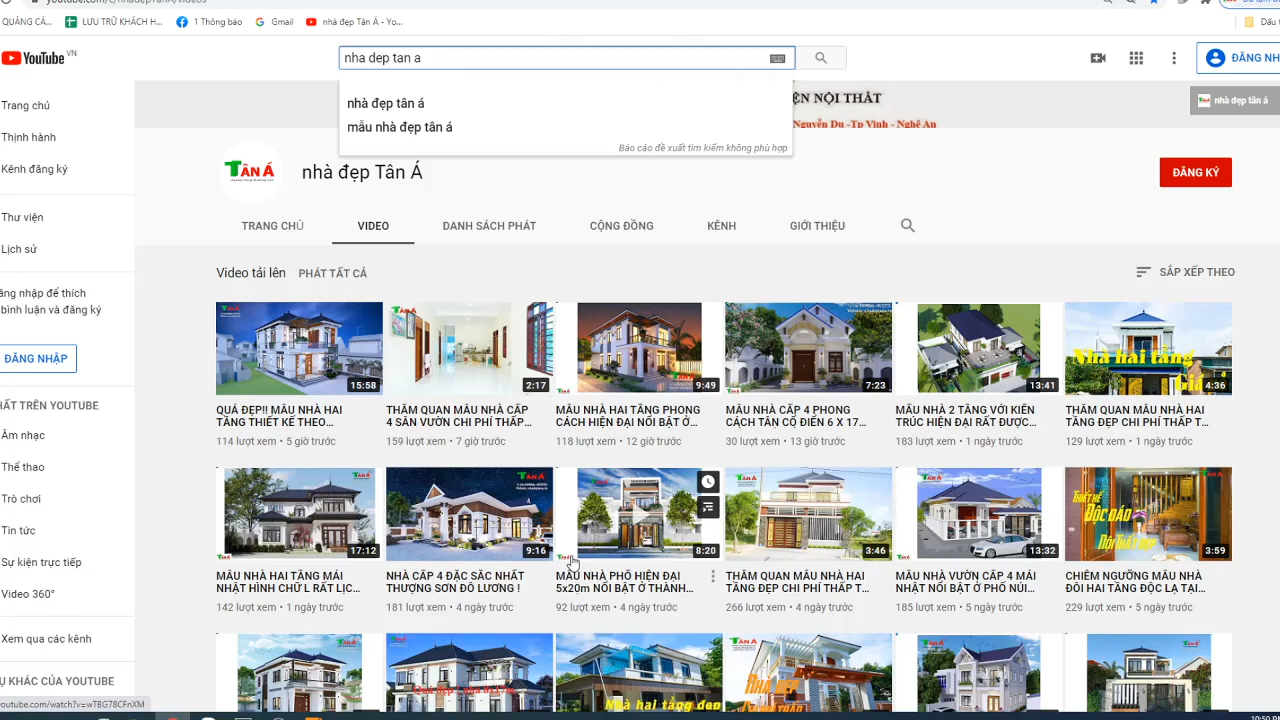 youtube.com/c/nhàđẹpTânÁ/videos
QUẢNG CÁ...
LƯU TRỮ KHÁCH H...
1 Thông báo
Gmail
nhà đẹp Tân Á - Yo...
Dấu t
YouTube VN
nha dep tan a
ĐĂNG NH
nhà đẹp tân á
mẫu nhà đẹp tân á
Báo cáo đề xuất tìm kiếm không phù hợp
ỆN NỘI THẤT
Nguyễn Du -Tp Vinh - Nghệ An
nhà đẹp tân á
Trang chủ
Thịnh hành
Kênh đăng ký
Thư viện
Lịch sử
ăng nhập để thích
bình luận và đăng ký
ĐĂNG NHẬP
HẤT TRÊN YOUTUBE
Âm nhạc
Thể thao
Trò chơi
Tin tức
Sự kiện trực tiếp
Video 360°
Xem qua các kênh
Ụ KHÁC CỦA YOUTUBE
youtube.com/watch?v=wTBG78CFnXM
TÂN Á
nhà đẹp Tân Á
ĐĂNG KÝ
TRANG CHỦ
VIDEO
DANH SÁCH PHÁT
CỘNG ĐỒNG
KÊNH
GIỚI THIỆU
Video tải lên
PHÁT TẤT CẢ
SẮP XẾP THEO
15:58
2:17
9:49
7:23
13:41
Nhà hai tầng
Giá
4:36
QUÁ ĐẸP!! MẪU NHÀ HAI
TẦNG THIẾT KẾ THEO...
114 lượt xem • 5 giờ trước
THĂM QUAN MẪU NHÀ CẤP
4 SÂN VƯỜN CHI PHÍ THẤP...
159 lượt xem • 7 giờ trước
MẪU NHÀ HAI TẦNG PHONG
CÁCH HIỆN ĐẠI NỔI BẬT Ở...
118 lượt xem • 12 giờ trước
MẪU NHÀ CẤP 4 PHONG
CÁCH TÂN CỔ ĐIỂN 6 X 17...
30 lượt xem • 13 giờ trước
MẪU NHÀ 2 TẦNG VỚI KIẾN
TRÚC HIỆN ĐẠI RẤT ĐƯỢC...
183 lượt xem • 1 ngày trước
THĂM QUAN MẪU NHÀ HAI
TẦNG ĐẸP CHI PHÍ THẤP T...
129 lượt xem • 1 ngày trước
17:12
9:16
8:20
3:46
13:32
THIẾT KẾ
ĐỘC ĐÁO
NỘI THẤT ĐẸP
3:59
MẪU NHÀ HAI TẦNG MÁI
NHẬT HÌNH CHỮ L RẤT LỊC...
142 lượt xem • 1 ngày trước
NHÀ CẤP 4 ĐẶC SẮC NHẤT
THƯỢNG SƠN ĐÔ LƯƠNG !
181 lượt xem • 4 ngày trước
MẪU NHÀ PHỐ HIỆN ĐẠI
5x20m NỔI BẬT Ở THÀNH...
92 lượt xem • 4 ngày trước
THĂM QUAN MẪU NHÀ HAI
TẦNG ĐẸP CHI PHÍ THẤP T...
266 lượt xem • 4 ngày trước
MẪU NHÀ VƯỜN CẤP 4 MÁI
NHẬT NỔI BẬT Ở PHỐ NÚI...
185 lượt xem • 5 ngày trước
CHIÊM NGƯỠNG MẪU NHÀ
ĐÔI HAI TẦNG ĐỘC LẠ TẠI...
229 lượt xem • 5 ngày trước
Nhà hai tầng đẹp
NHÀ ĐẸP
10:50 PM